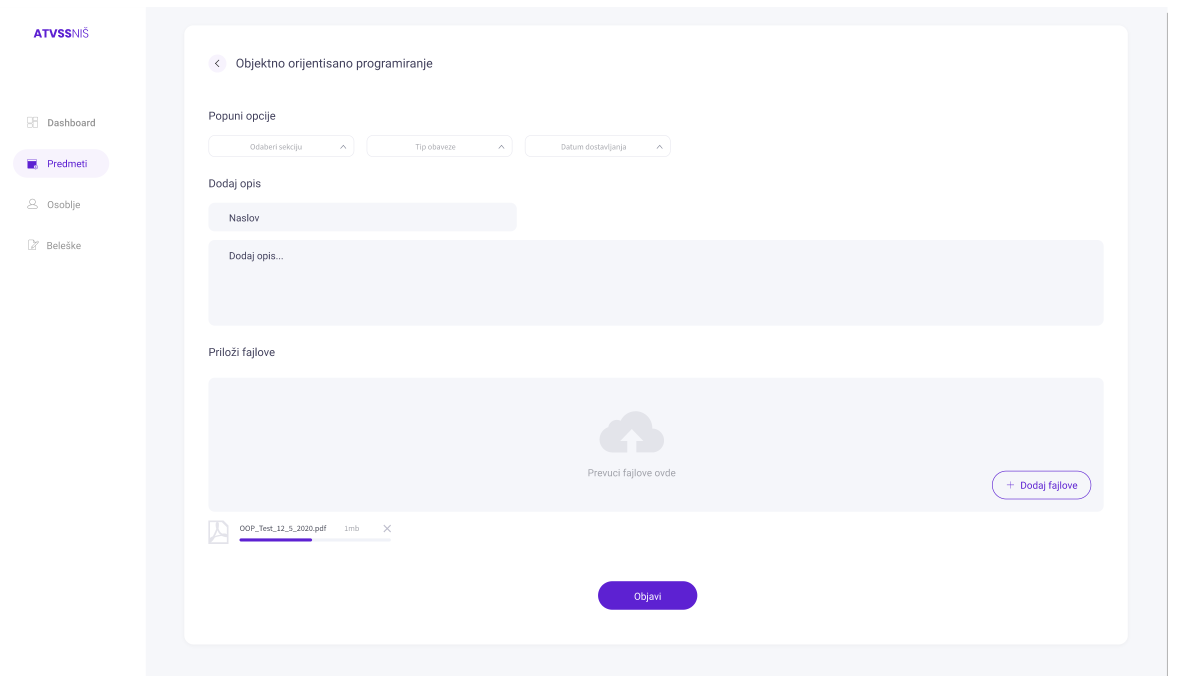 ATVSSNIŠ
Objektno orijentisano programiranje
Dashboard
Predmeti
Osoblje
Beleške
Popuni opcije
Odaberi sekciju
Tip obaveze
Datum dostavljanja
Dodaj opis
Naslov
Dodaj opis...
Priloži fajlove
Prevuci fajlove ovde
+ Dodaj fajlove
OOP_Test_12_5_2020.pdf 1mb
Objavi